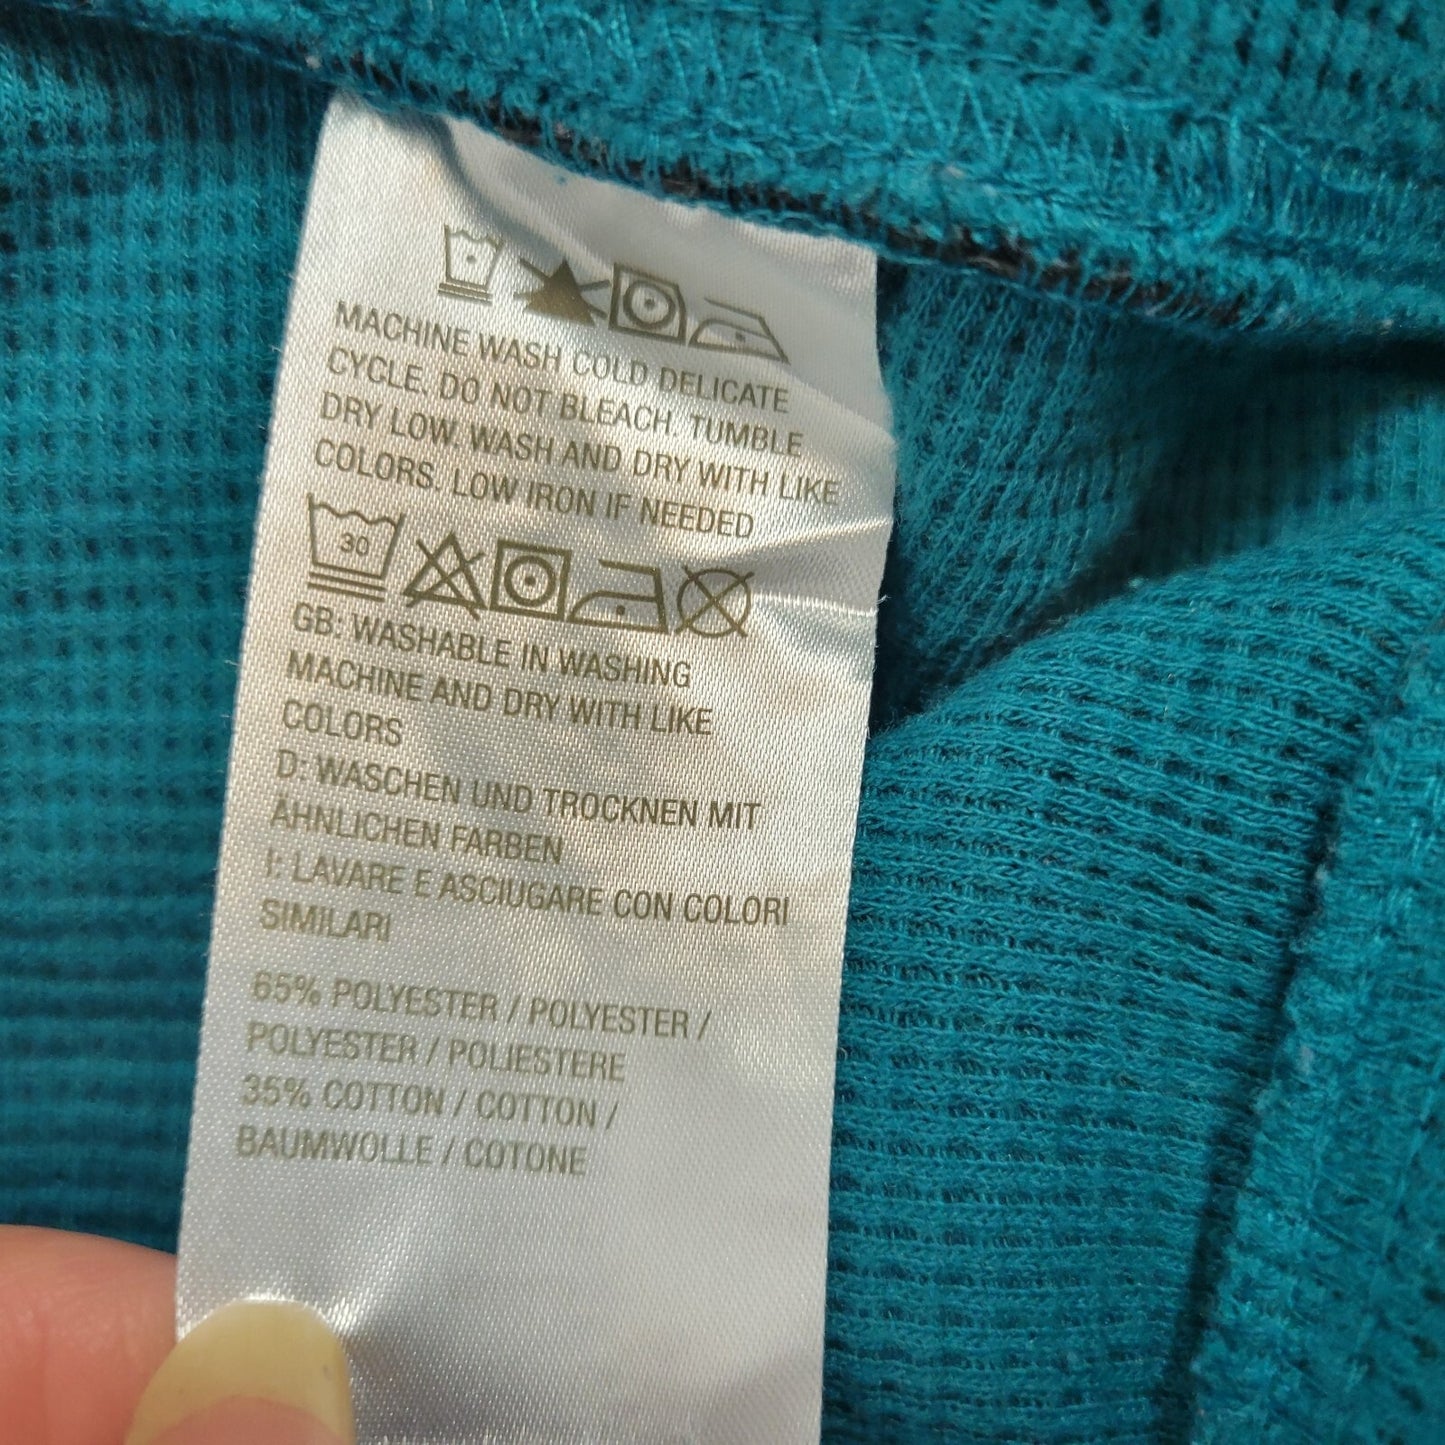 MACHINE WASH COLD DELICATE
CYCLE. DO NOT BLEACH. TUMBLE
DRY LOW. WASH AND DRY WITH LIKE
COLORS. LOW IRON IF NEEDED
30
GB: WASHABLE IN WASHING
MACHINE AND DRY WITH LIKE
COLORS
D: WASCHEN UND TROCKNEN MIT
ÄHNLICHEN FARBEN
I: LAVARE E ASCIUGARE CON COLORI
SIMILARI
65% POLYESTER / POLYESTER /
POLYESTER / POLIESTERE
35% COTTON / COTTON /
BAUMWOLLE / COTONE